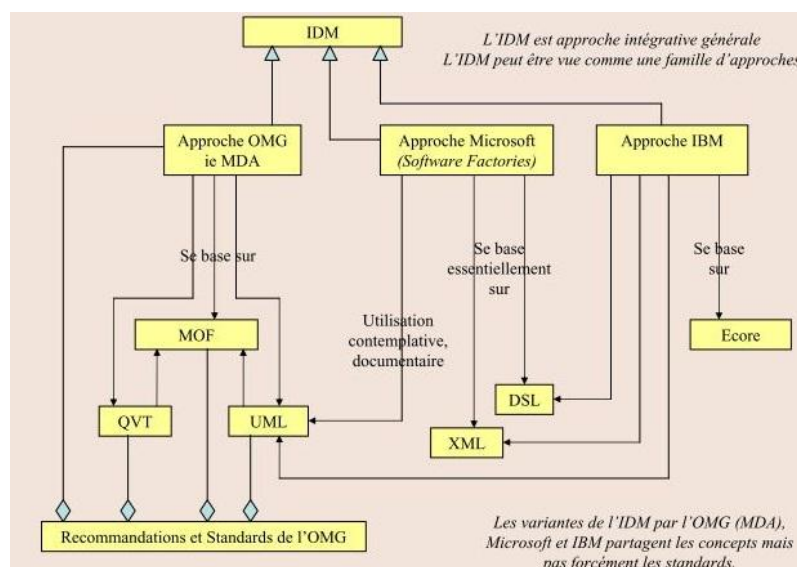 IDM
L'IDM est approche intégrative générale
L'IDM peut être vue comme une famille d'approches
Approche OMG
ie MDA
Approche Microsoft
(Software Factories)
Approche IBM
Se base sur
Se base
essentiellement
sur
Se base
sur
Utilisation
contemplative,
documentaire
MOF
Ecore
DSL
QVT
UML
XML
Recommandations et Standards de l'OMG
Les variantes de l'IDM par l'OMG (MDA),
Microsoft et IBM partagent les concepts mais
pas forcément les standards.